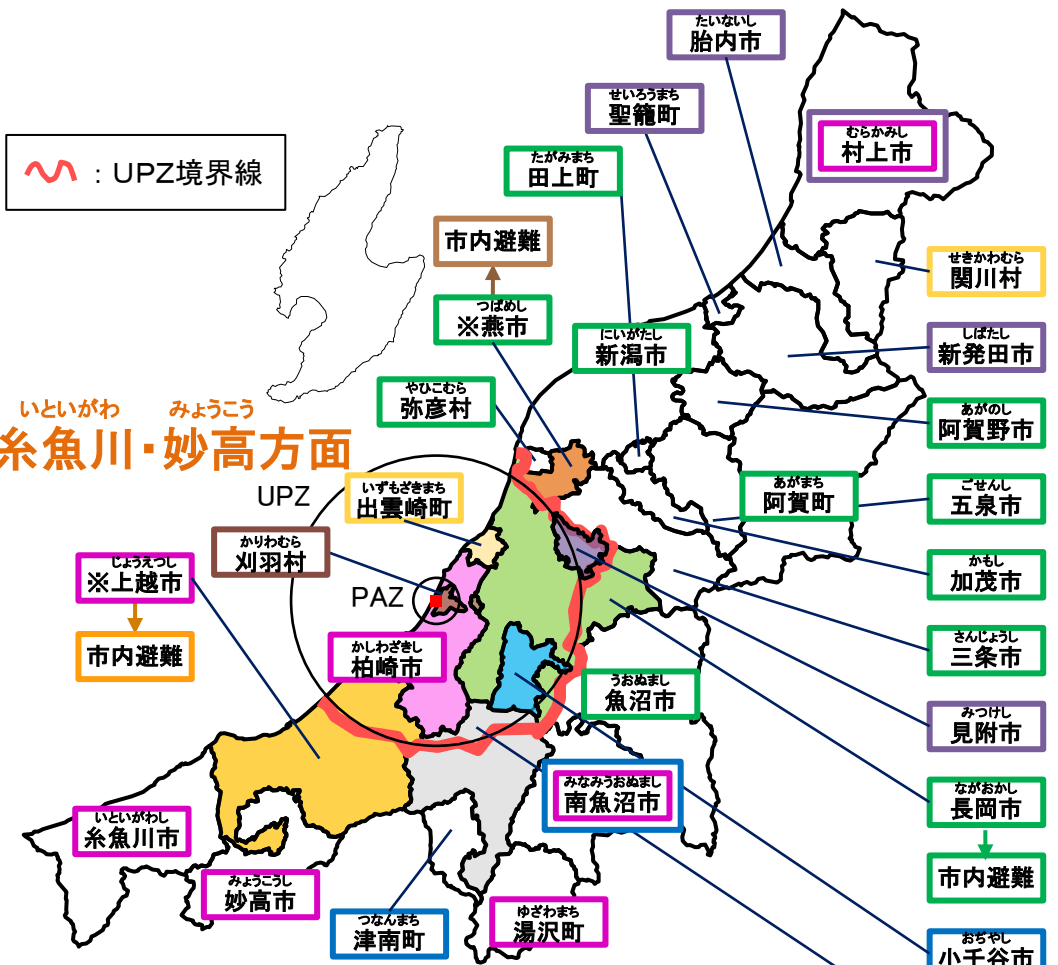 たいないし
胎内市
せいろうまち
聖籠町
むらかみし
村上市
：UPZ境界線
たがみまち
田上町
市内避難
せきかわむら
関川村
つばめし
※燕市
にいがたし
新潟市
しばたし
新発田市
やひこむら
弥彦村
いといがわ みょうこう
糸魚川・妙高方面
あがのし
阿賀野市
UPZ
いずもざきまち
出雲崎町
あがまち
阿賀町
ごせんし
五泉市
かりわむら
刈羽村
じょうえつし
※上越市
PAZ
かもし
加茂市
市内避難
かしわざきし
柏崎市
さんじょうし
三条市
うおぬまし
魚沼市
みつけし
見附市
みなみうおぬまし
南魚沼市
ながおかし
長岡市
いといがわし
糸魚川市
市内避難
みょうこうし
妙高市
つなんまち
津南町
ゆざわまち
湯沢町
おぢやし
小千谷市